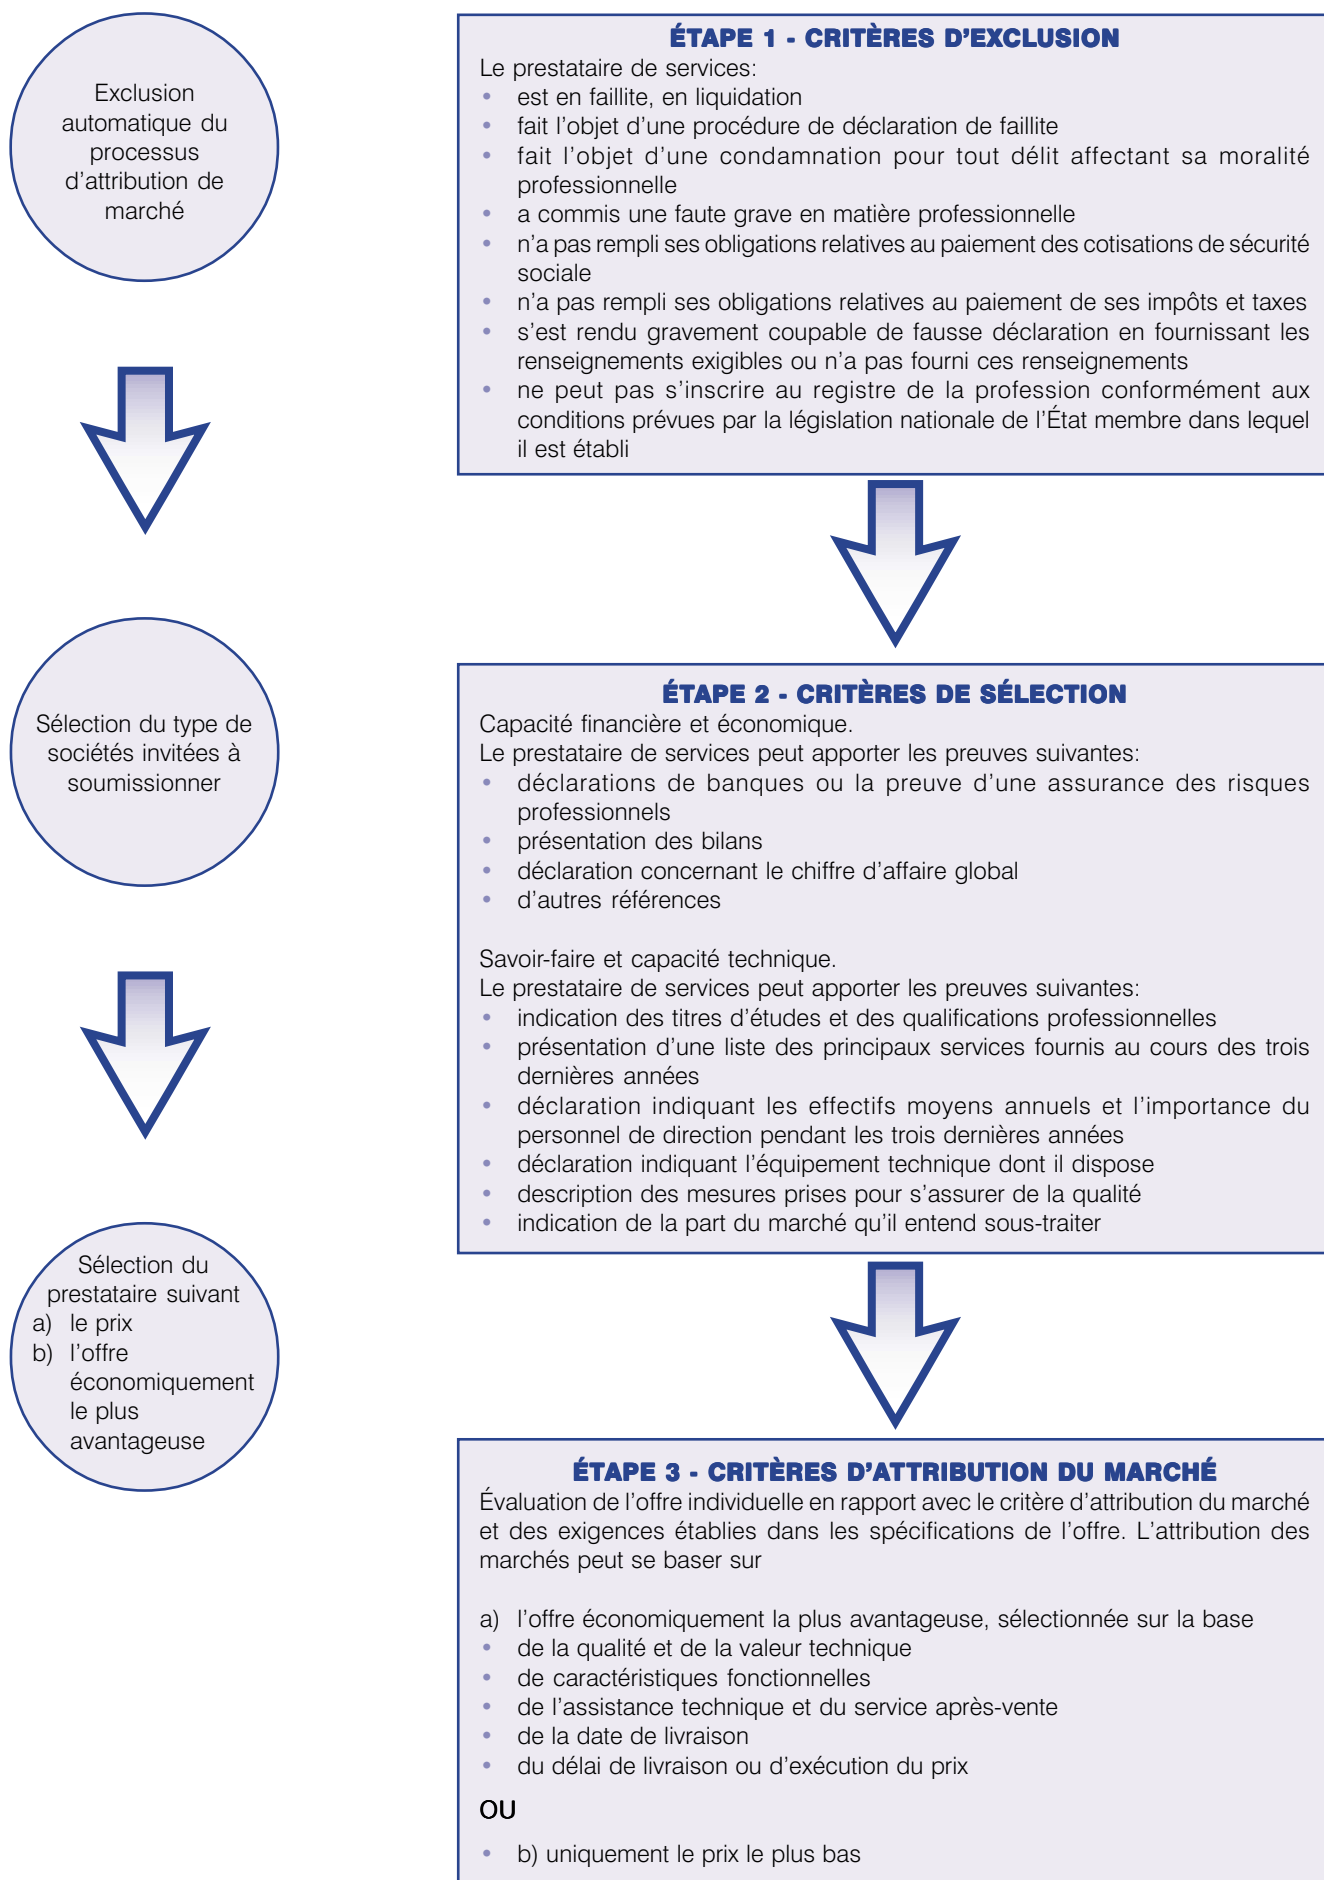 Exclusion
automatique du
processus
d'attribution de
marché
ÉTAPE 1 - CRITÈRES D'EXCLUSION
Le prestataire de services:
• est en faillite, en liquidation
• fait l'objet d'une procédure de déclaration de faillite
• fait l'objet d'une condamnation pour tout délit affectant sa moralité
professionnelle
• a commis une faute grave en matière professionnelle
• n'a pas rempli ses obligations relatives au paiement des cotisations de sécurité
sociale
• n'a pas rempli ses obligations relatives au paiement de ses impôts et taxes
• s'est rendu gravement coupable de fausse déclaration en fournissant les
renseignements exigibles ou n'a pas fourni ces renseignements
• ne peut pas s'inscrire au registre de la profession conformément aux
conditions prévues par la législation nationale de l'État membre dans lequel
il est établi
Sélection du type de
sociétés invitées à
soumissionner
ÉTAPE 2 - CRITÈRES DE SÉLECTION
Capacité financière et économique.
Le prestataire de services peut apporter les preuves suivantes:
• déclarations de banques ou la preuve d'une assurance des risques
professionnels
• présentation des bilans
• déclaration concernant le chiffre d'affaire global
• d'autres références
Savoir-faire et capacité technique.
Le prestataire de services peut apporter les preuves suivantes:
• indication des titres d'études et des qualifications professionnelles
• présentation d'une liste des principaux services fournis au cours des trois
dernières années
• déclaration indiquant les effectifs moyens annuels et l'importance du
personnel de direction pendant les trois dernières années
• déclaration indiquant l'équipement technique dont il dispose
• description des mesures prises pour s'assurer de la qualité
• indication de la part du marché qu'il entend sous-traiter
Sélection du
prestataire suivant
a) le prix
b) l'offre
économiquement
le plus
avantageuse
ÉTAPE 3 - CRITÈRES D'ATTRIBUTION DU MARCHÉ
Évaluation de l'offre individuelle en rapport avec le critère d'attribution du marché
et des exigences établies dans les spécifications de l'offre. L'attribution des
marchés peut se baser sur
a) l'offre économiquement la plus avantageuse, sélectionnée sur la base
• de la qualité et de la valeur technique
• de caractéristiques fonctionnelles
• de l'assistance technique et du service après-vente
• de la date de livraison
• du délai de livraison ou d'exécution du prix
OU
• b) uniquement le prix le plus bas